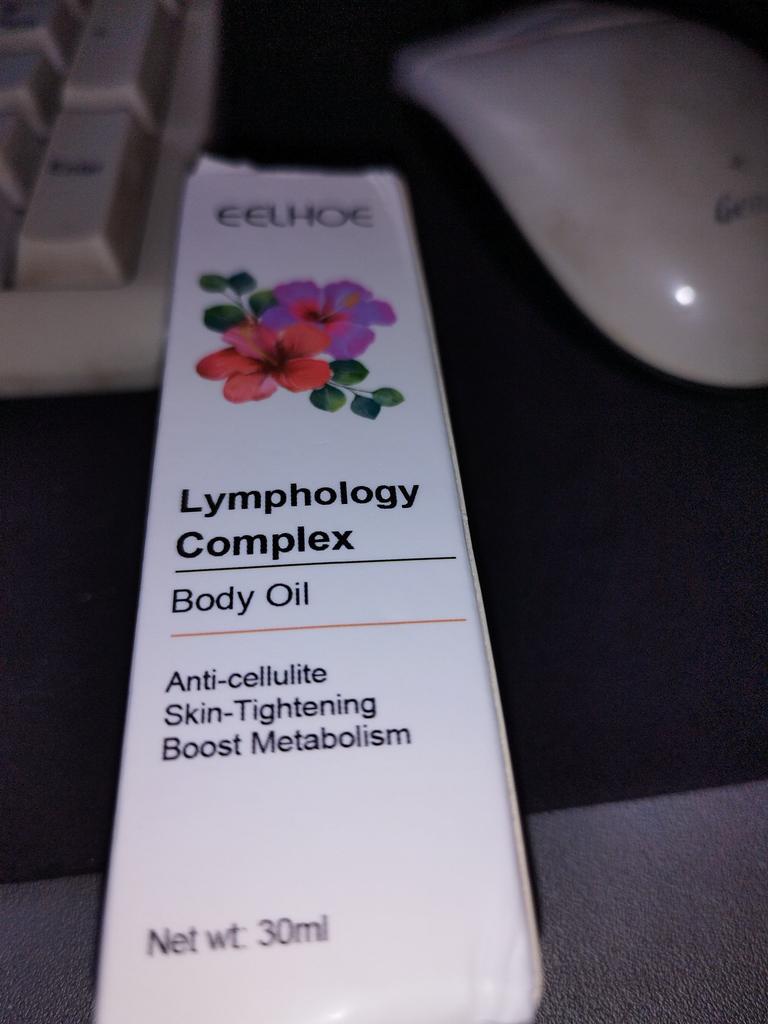 EELHOE
Lymphology
Complex
Body Oil
Anti-cellulite
Skin-Tightening
Boost Metabolism
Net wt: 30ml